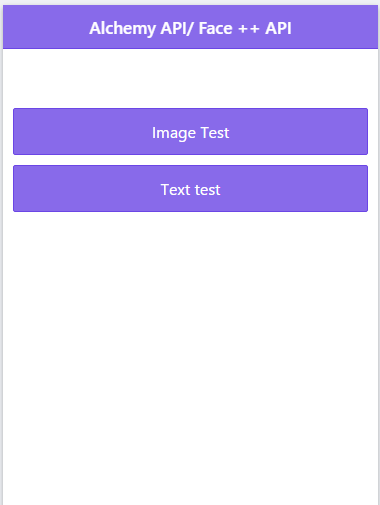 Alchemy API/ Face ++ API
Image Test
Text test